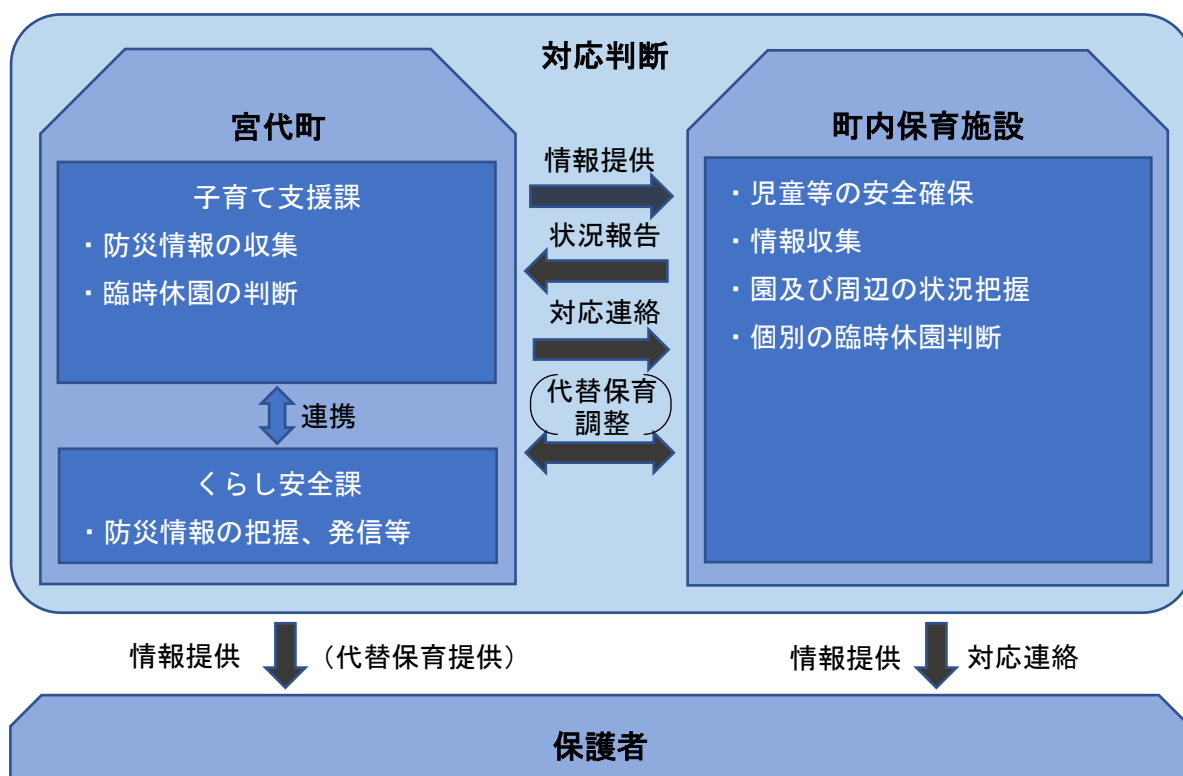 対応判断
宮代町
子育て支援課
・防災情報の収集
・臨時休園の判断
連携
くらし安全課
・防災情報の把握、発信等
情報提供
状況報告
対応連絡
（代替保育
調整）
町内保育施設
・児童等の安全確保
・情報収集
・園及び周辺の状況把握
・個別の臨時休園判断
情報提供 （代替保育提供）
情報提供 対応連絡
保護者